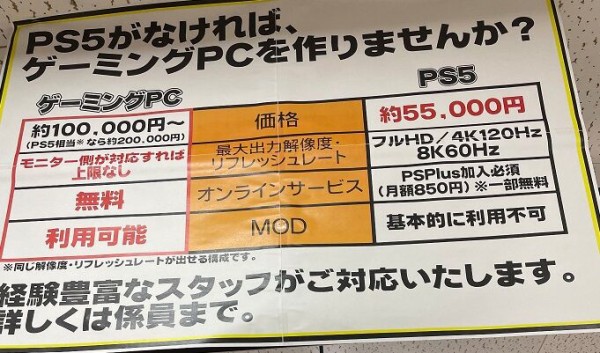 PS5がなければ、
ゲーミングPCを作りませんか?
ゲーミングPC
PS5
約100,000円〜
(PS5相当*なら約200,000円)
価格
約55,000円
モニター側が対応すれば
上限なし
最大出力解像度・
リフレッシュレート
フルHD/4K120Hz
8K60Hz
無料
オンラインサービス
PSPlus加入必須
(月額850円)※一部無料
利用可能
MOD
基本的に利用不可
※同じ解像度・リフレッシュレートが出せる構成です。
経験豊富なスタッフがご対応いたします。
詳しくは係員まで。